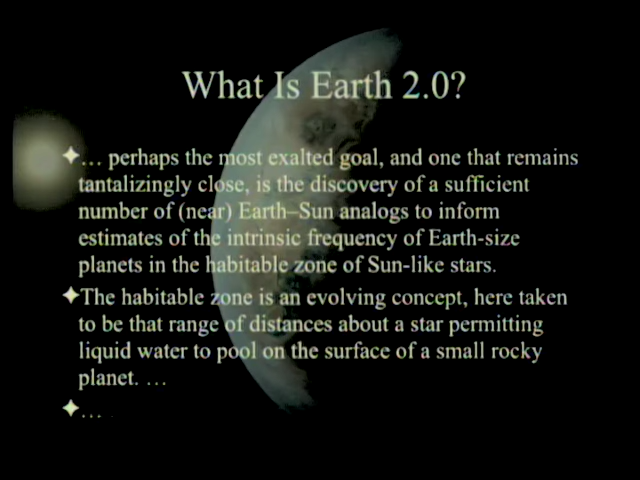 What Is Earth 2.0?
✦… perhaps the most exalted goal, and one that remains
tantalizingly close, is the discovery of a sufficient
number of (near) Earth–Sun analogs to inform
estimates of the intrinsic frequency of Earth-size
planets in the habitable zone of Sun-like stars.
✦The habitable zone is an evolving concept, here taken
to be that range of distances about a star permitting
liquid water to pool on the surface of a small rocky
planet. …
✦…